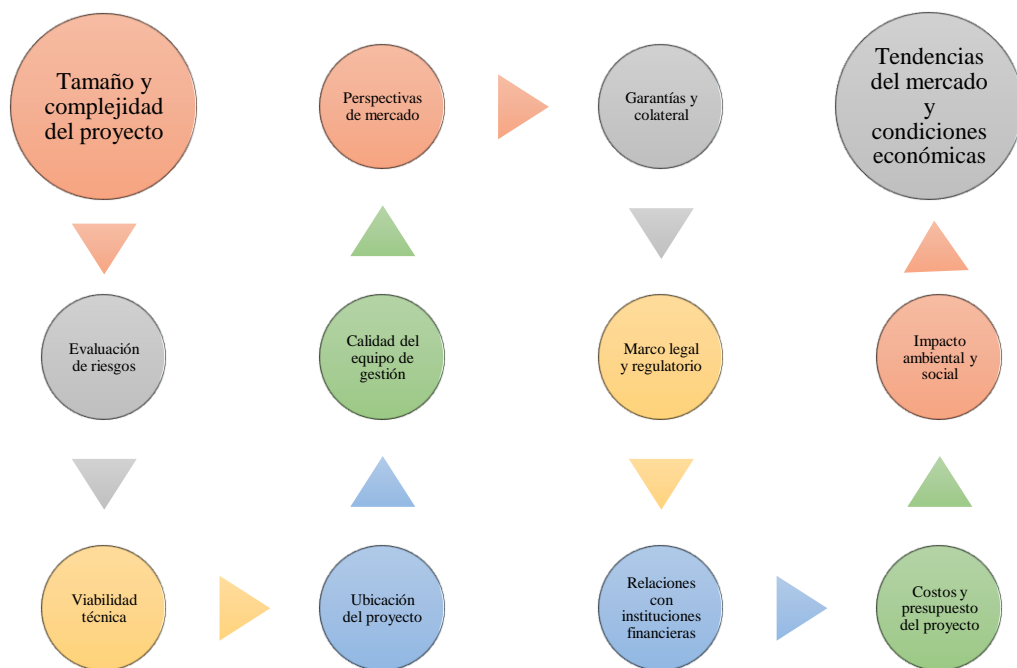 Tamaño y
complejidad
del proyecto
Evaluación
de riesgos
Viabilidad
técnica
Ubicación
del proyecto
Calidad del
equipo de
gestión
Perspectivas
de mercado
Garantías y
colateral
Marco legal
y regulatorio
Relaciones
con
instituciones
financieras
Costos y
presupuesto
del proyecto
Impacto
ambiental y
social
Tendencias
del mercado
y
condiciones
económicas